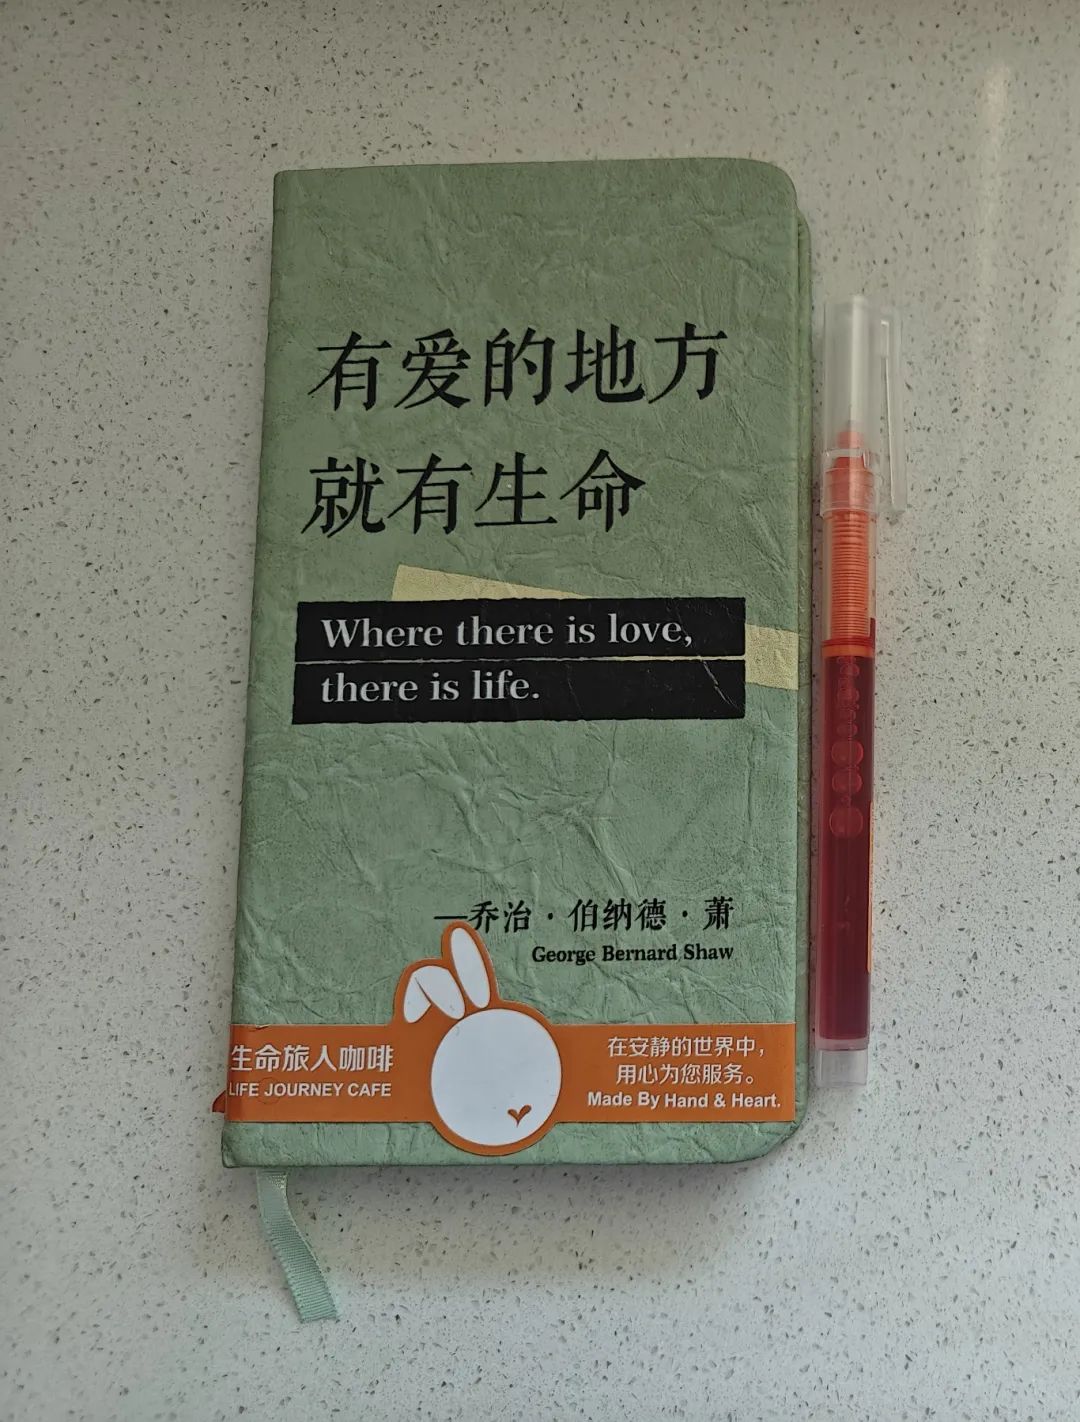 有爱的地方
就有生命
Where there is love,
there is life.
—乔治·伯纳德·萧
George Bernard Shaw
生命旅人咖啡
LIFE JOURNEY CAFE
在安静的世界中，
用心为您服务。
Made By Hand & Heart.